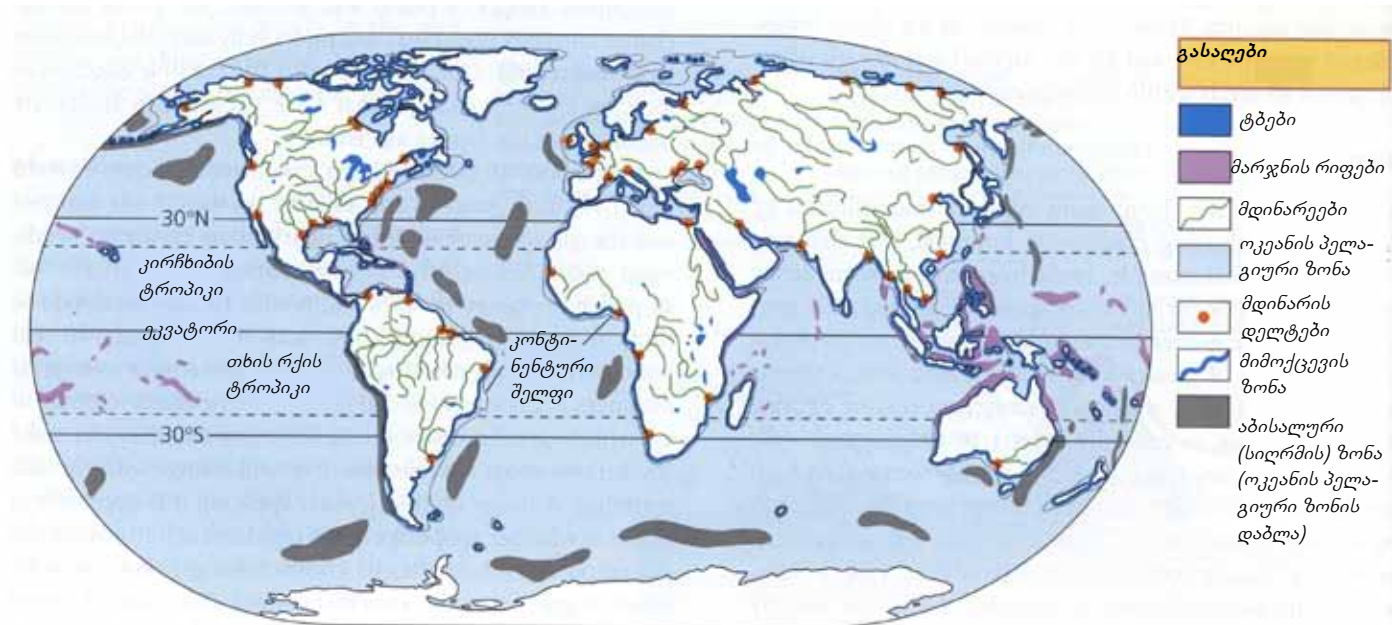 30°N
კირჩხიბის
ტროპიკი
ეკვატორი
თხის რქის
ტროპიკი
კონტი-
ნენტური
შელფი
30°S
გასაღები
ტბები
მარჯნის რიფები
მდინარეები
ოკეანის პელა-
გიური ზონა
მდინარის
დელტები
მიმოქცევის
ზონა
აბისალური
(სიღრმის) ზონა
(ოკეანის პელა-
გიური ზონის
დაბლა)